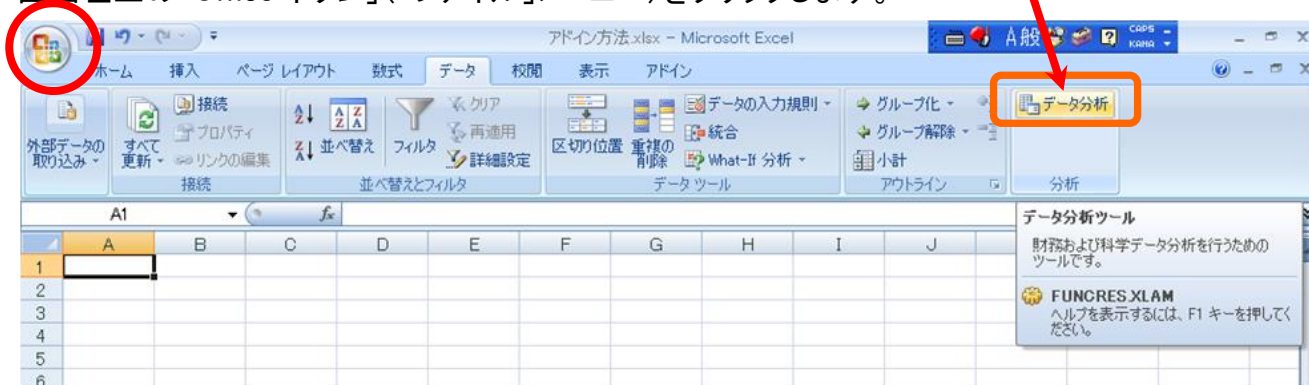 アドイン方法.xlsx - Microsoft Excel
A 般 CAPS KANA
ホーム 挿入 ページ レイアウト 数式 データ 校閲 表示 アドイン
外部データの取り込み
すべて更新
接続
プロパティ
リンクの編集
接続
並べ替え
フィルタ
クリア
再適用
詳細設定
並べ替えとフィルタ
区切り位置
重複の削除
データの入力規則
統合
What-If 分析
データ ツール
グループ化
グループ解除
小計
アウトライン
データ分析
分析
A1 fx
A B C D E F G H I J
1
2
3
4
5
6
データ分析ツール
財務および科学データ分析を行うための
ツールです。
FUNCRES.XLAM
ヘルプを表示するには、F1 キーを押してく
ださい。